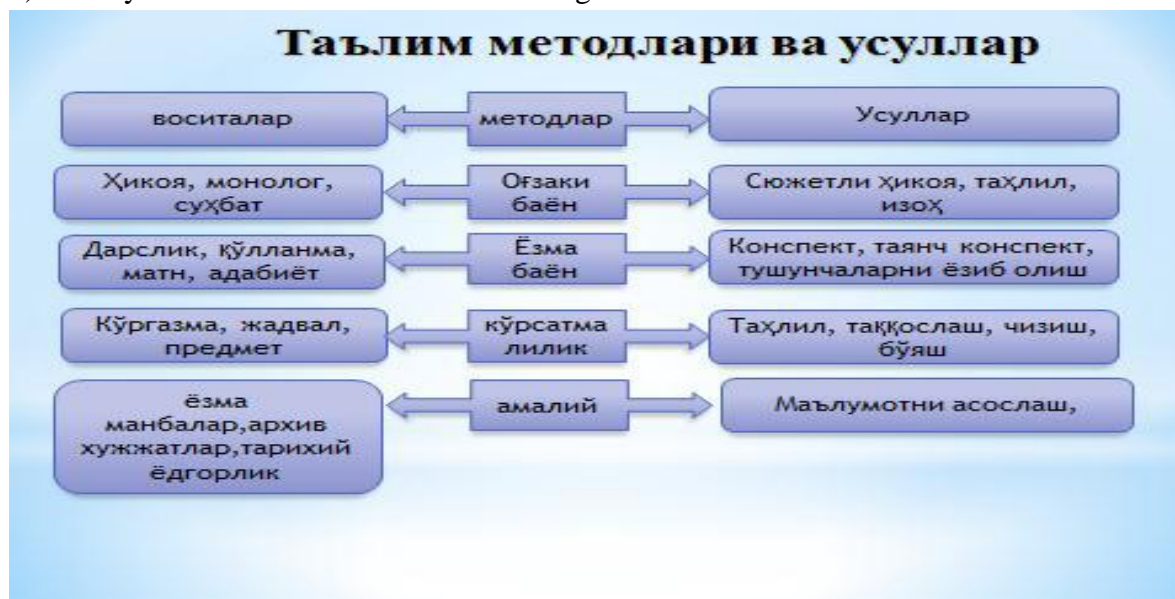 Таълим методлари ва усуллар
воситалар
методлар
Усуллар
Ҳикоя, монолог,
суҳбат
Оғзаки
баён
Сюжетли ҳикоя, таҳлил,
изоҳ
Дарслик, қўлланма,
матн, адабиёт
Ёзма
баён
Конспект, таянч конспект,
тушунчаларни ёзиб олиш
Кўргазма, жадвал,
предмет
кўрсатма
лилик
Таҳлил, таққослаш, чизиш,
бўяш
ёзма
манбалар,архив
хужжатлар,тарихий
ёдгорлик
амалий
Маълумотни асослаш,